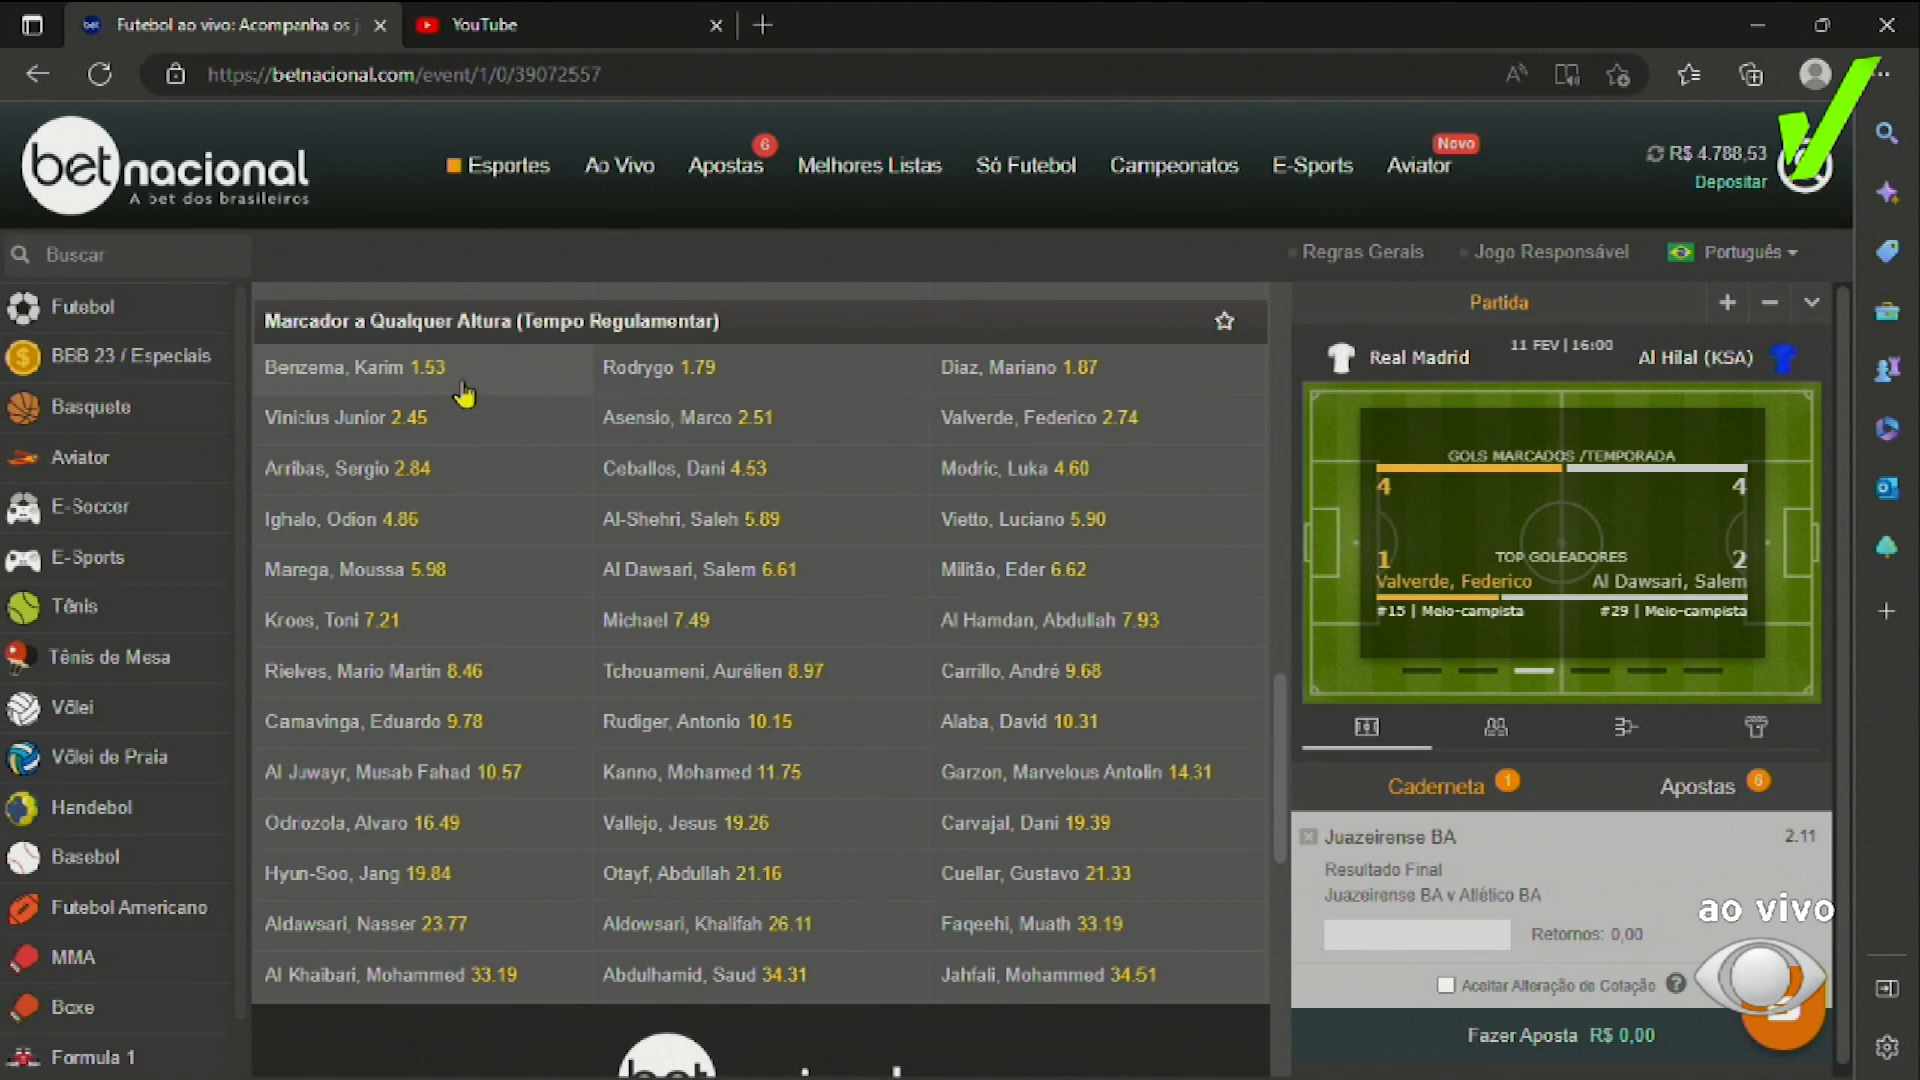 Futebol ao vivo: Acompanha os j
YouTube
https://betnacional.com/event/1/0/39072557
betnacional
A bet dos brasileiros
Esportes
Ao Vivo
Apostas
6
Melhores Listas
Só Futebol
Campeonatos
E-Sports
Aviator
Novo
R$ 4.788,53
Depositar
Buscar
Regras Gerais
Jogo Responsável
Português
Futebol
BBB 23 / Especiais
Basquete
Aviator
E-Soccer
E-Sports
Tênis
Tênis de Mesa
Vôlei
Vôlei de Praia
Handebol
Basebol
Futebol Americano
MMA
Boxe
Formula 1
Marcador a Qualquer Altura (Tempo Regulamentar)
Benzema, Karim 1.53
Rodrygo 1.79
Diaz, Mariano 1.87
Vinicius Junior 2.45
Asensio, Marco 2.51
Valverde, Federico 2.74
Arribas, Sergio 2.84
Ceballos, Dani 4.53
Modric, Luka 4.60
Ighalo, Odion 4.86
Al-Shehri, Saleh 5.89
Vietto, Luciano 5.90
Marega, Moussa 5.98
Al Dawsari, Salem 6.61
Militão, Eder 6.62
Kroos, Toni 7.21
Michael 7.49
Al Hamdan, Abdullah 7.93
Rielves, Mario Martin 8.46
Tchouameni, Aurélien 8.97
Carrillo, André 9.68
Camavinga, Eduardo 9.78
Rudiger, Antonio 10.15
Alaba, David 10.31
Al Juwayr, Musab Fahad 10.57
Kanno, Mohamed 11.75
Garzon, Marvelous Antolin 14.31
Odriozola, Alvaro 16.49
Vallejo, Jesus 19.26
Carvajal, Dani 19.39
Hyun-Soo, Jang 19.84
Otayf, Abdullah 21.16
Cuellar, Gustavo 21.33
Aldawsari, Nasser 23.77
Aldowsari, Khalifah 26.11
Faqeehi, Muath 33.19
Al Khaibari, Mohammed 33.19
Abdulhamid, Saud 34.31
Jahfali, Mohammed 34.51
Partida
Real Madrid
11 FEV | 16:00
Al Hilal (KSA)
GOLS MARCADOS /TEMPORADA
4
4
TOP GOLEADORES
1
2
Valverde, Federico
Al Dawsari, Salem
#15 | Meio-campista
#29 | Meio-campista
Caderneta 1
Apostas 6
Juazeirense BA
2.11
Resultado Final
Juazeirense BA v Atlético BA
Retornos: 0,00
Aceitar Alteração de Cotação
Fazer Aposta R$ 0,00
ao vivo